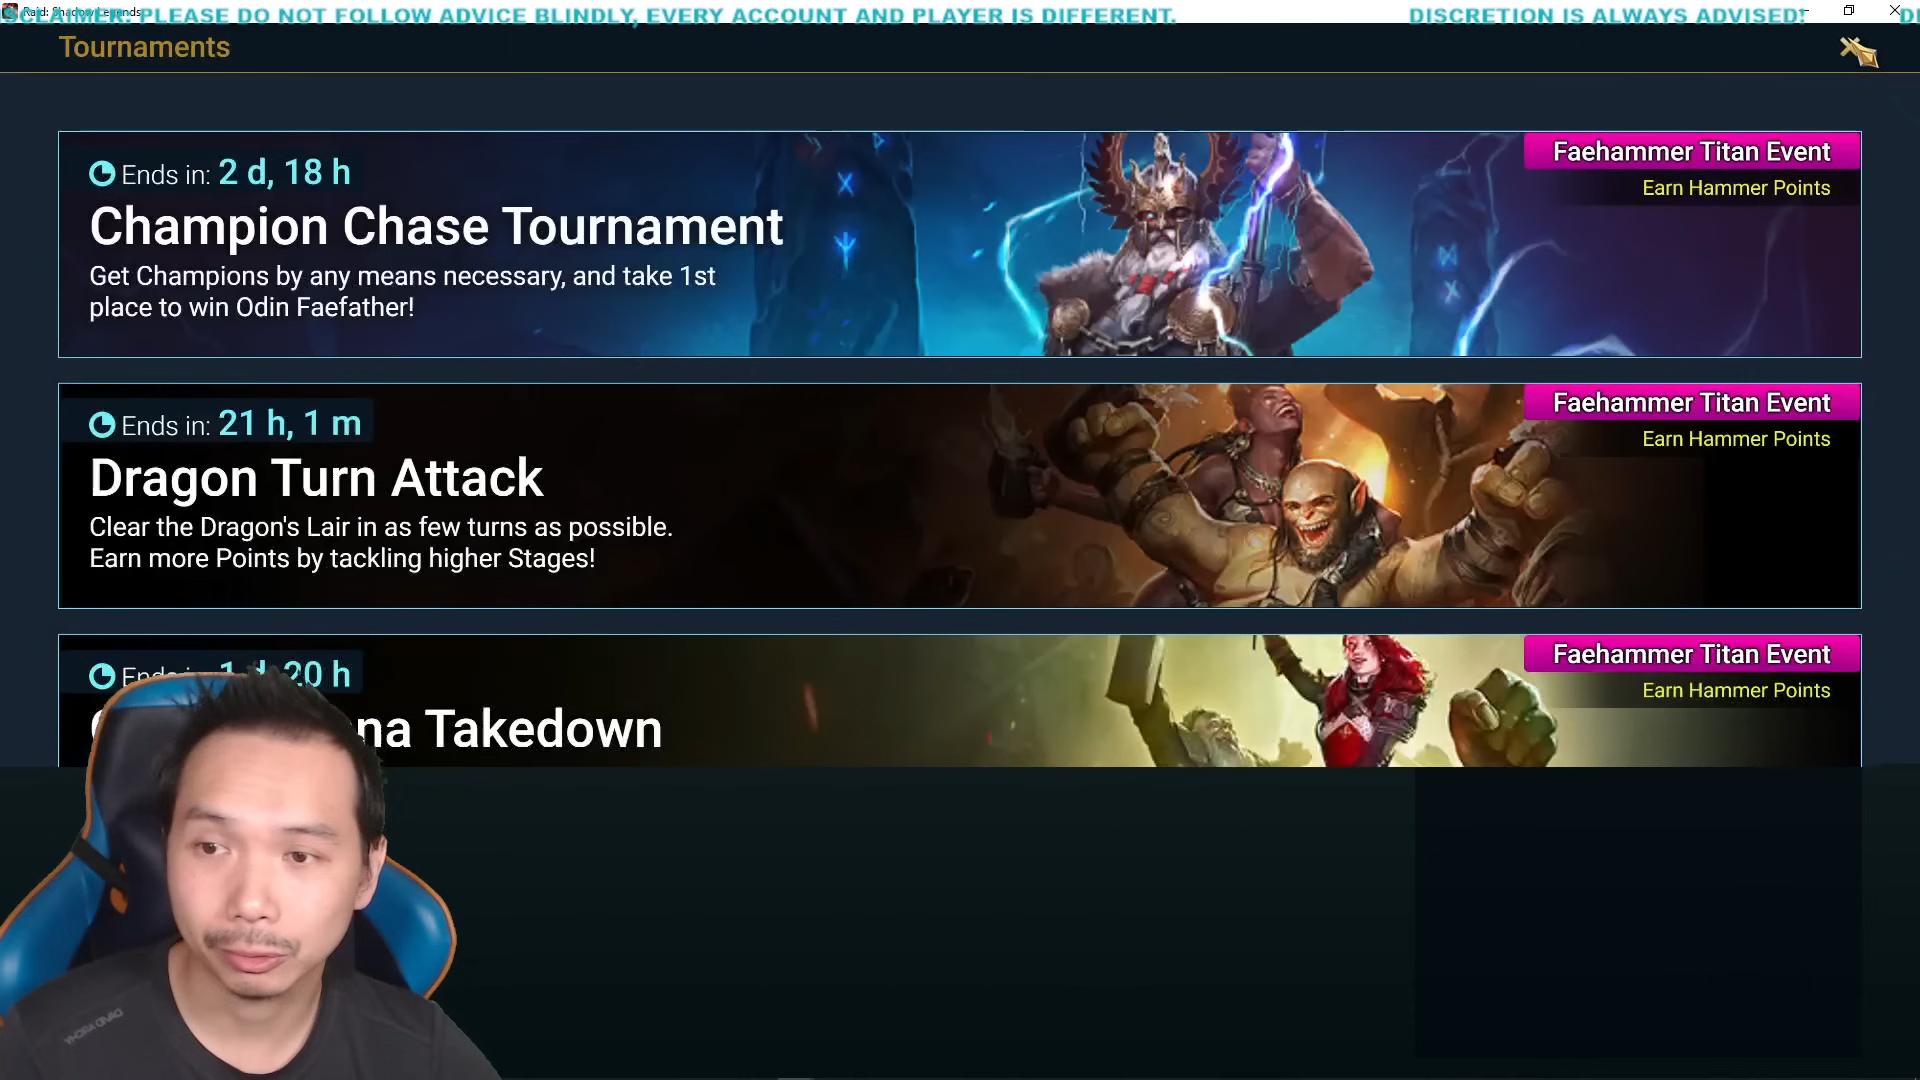 Raid: Shadow Legends
PLEASE DO NOT FOLLOW ADVICE BLINDLY, EVERY ACCOUNT AND PLAYER IS DIFFERENT. DISCRETION IS ALWAYS ADVISED!
Tournaments
Ends in: 2 d, 18 h
Faehammer Titan Event
Earn Hammer Points
Champion Chase Tournament
Get Champions by any means necessary, and take 1st
place to win Odin Faefather!
Ends in: 21 h, 1 m
Faehammer Titan Event
Earn Hammer Points
Dragon Turn Attack
Clear the Dragon's Lair in as few turns as possible.
Earn more Points by tackling higher Stages!
20 h
Faehammer Titan Event
Earn Hammer Points
Takedown